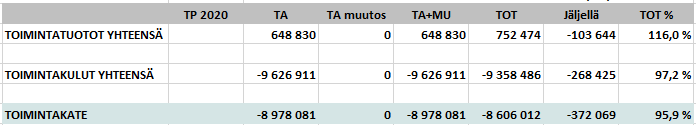 TP 2020 TA TA muutos TA+MU TOT Jäljellä TOT %
TOIMINTATUOTOT YHTEENSÄ 648 830 0 648 830 752 474 -103 644 116,0 %
TOIMINTAKULUT YHTEENSÄ -9 626 911 0 -9 626 911 -9 358 486 -268 425 97,2 %
TOIMINTAKATE -8 978 081 0 -8 978 081 -8 606 012 -372 069 95,9 %